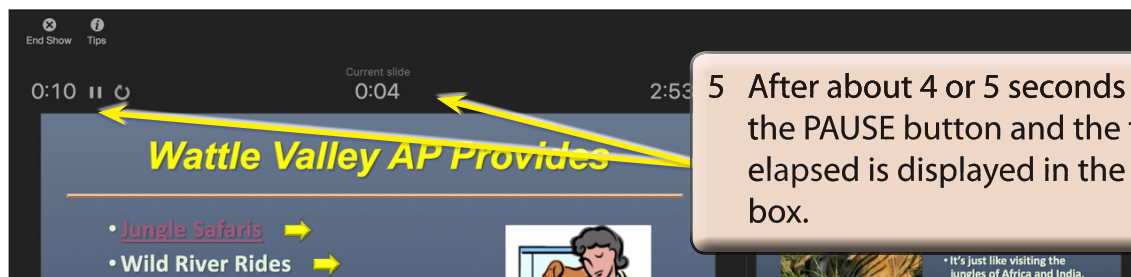 End Show Tips
Current slide
0:10 0:04 2:53
5 After about 4 or 5 seconds
the PAUSE button and the
elapsed is displayed in the
box.
Wattle Valley AP Provides
• Jungle Safaris
• Wild River Rides
• It's just like visiting the
jungles of Africa and India.